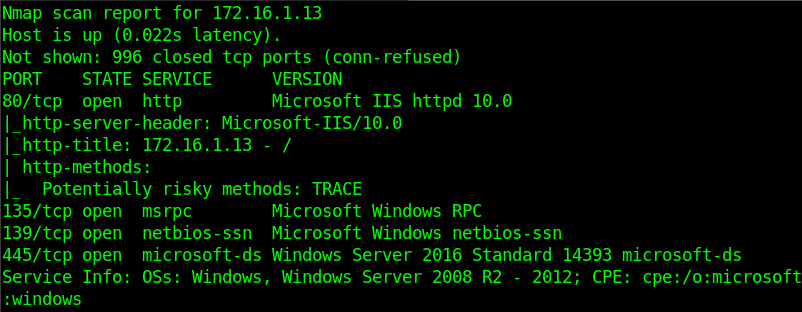 Nmap scan report for 172.16.1.13
Host is up (0.022s latency).
Not shown: 996 closed tcp ports (conn-refused)
PORT    STATE SERVICE      VERSION
80/tcp  open  http         Microsoft IIS httpd 10.0
|_http-server-header: Microsoft-IIS/10.0
|_http-title: 172.16.1.13 - /
| http-methods:
|_  Potentially risky methods: TRACE
135/tcp open  msrpc        Microsoft Windows RPC
139/tcp open  netbios-ssn  Microsoft Windows netbios-ssn
445/tcp open  microsoft-ds Windows Server 2016 Standard 14393 microsoft-ds
Service Info: OSs: Windows, Windows Server 2008 R2 - 2012; CPE: cpe:/o:microsoft
:windows